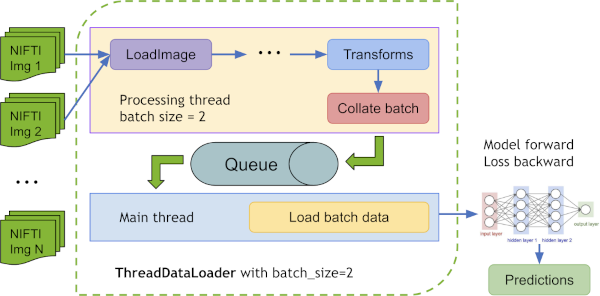 NIFTI
Img 1
NIFTI
Img 2
...
NIFTI
Img N
LoadImage
...
Transforms
Collate batch
Processing thread
batch size = 2
Queue
Main thread
Load batch data
ThreadDataLoader with batch_size=2
Model forward
Loss backward
input layer
hidden layer 1
hidden layer 2
output layer
Predictions